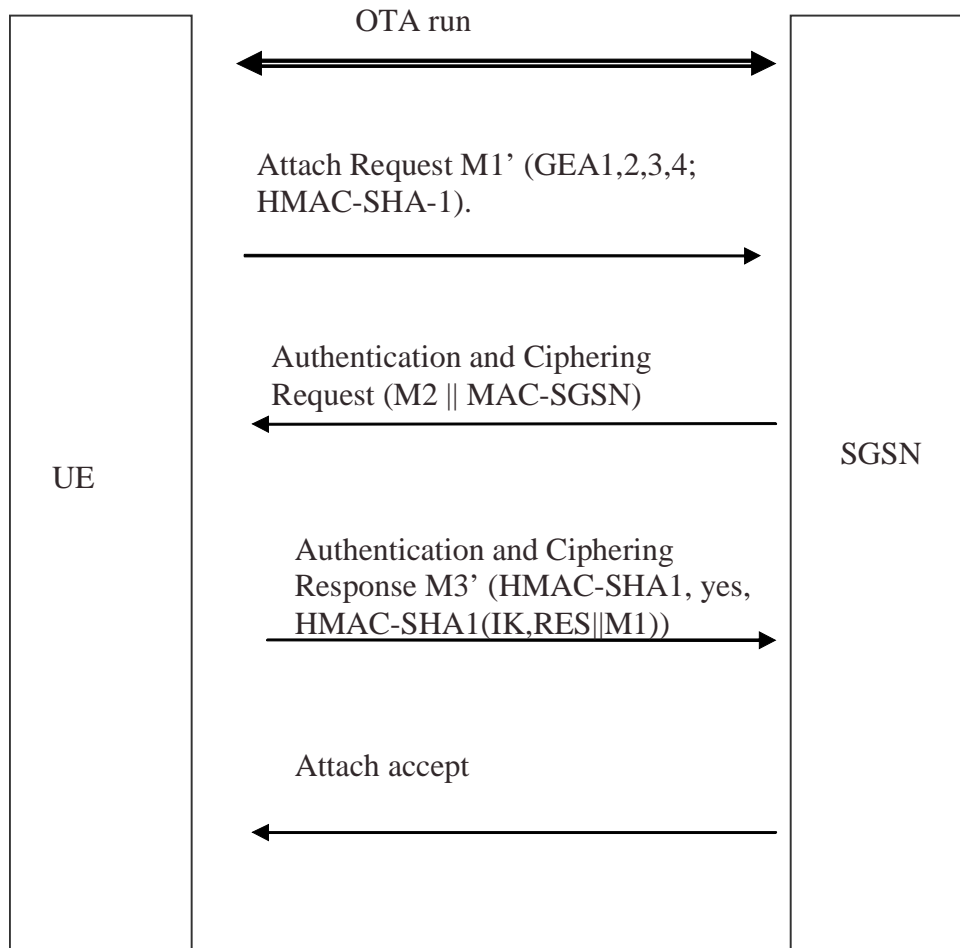 OTA run
Attach Request M1’ (GEA1,2,3,4;
HMAC-SHA-1).
Authentication and Ciphering
Request (M2 || MAC-SGSN)
UE
SGSN
Authentication and Ciphering
Response M3’ (HMAC-SHA1, yes,
HMAC-SHA1(IK,RES||M1))
Attach accept